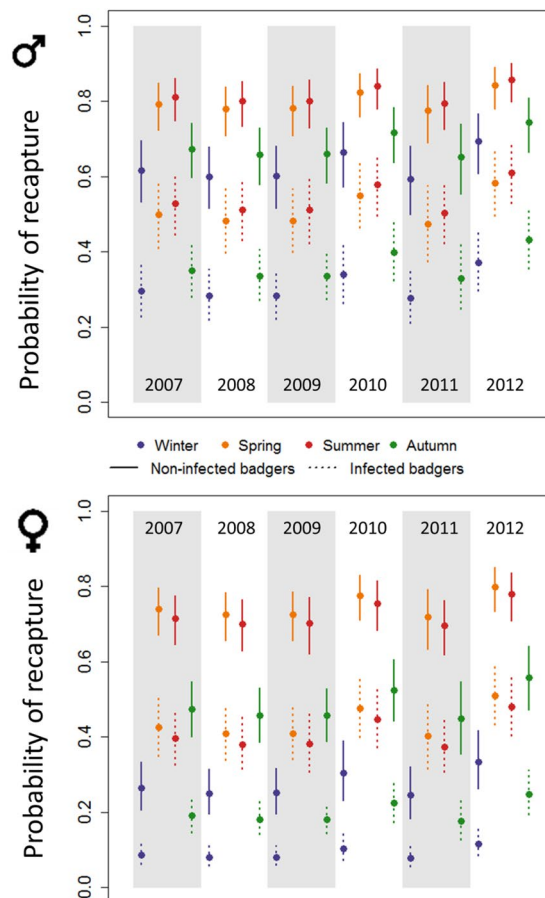 ♂
Probability of recapture
1.0
0.8
0.6
0.4
0.2
0.0
2007 2008 2009 2010 2011 2012
Winter Spring Summer Autumn
Non-infected badgers Infected badgers
♀
Probability of recapture
1.0
0.8
0.6
0.4
0.2
0.0
2007 2008 2009 2010 2011 2012